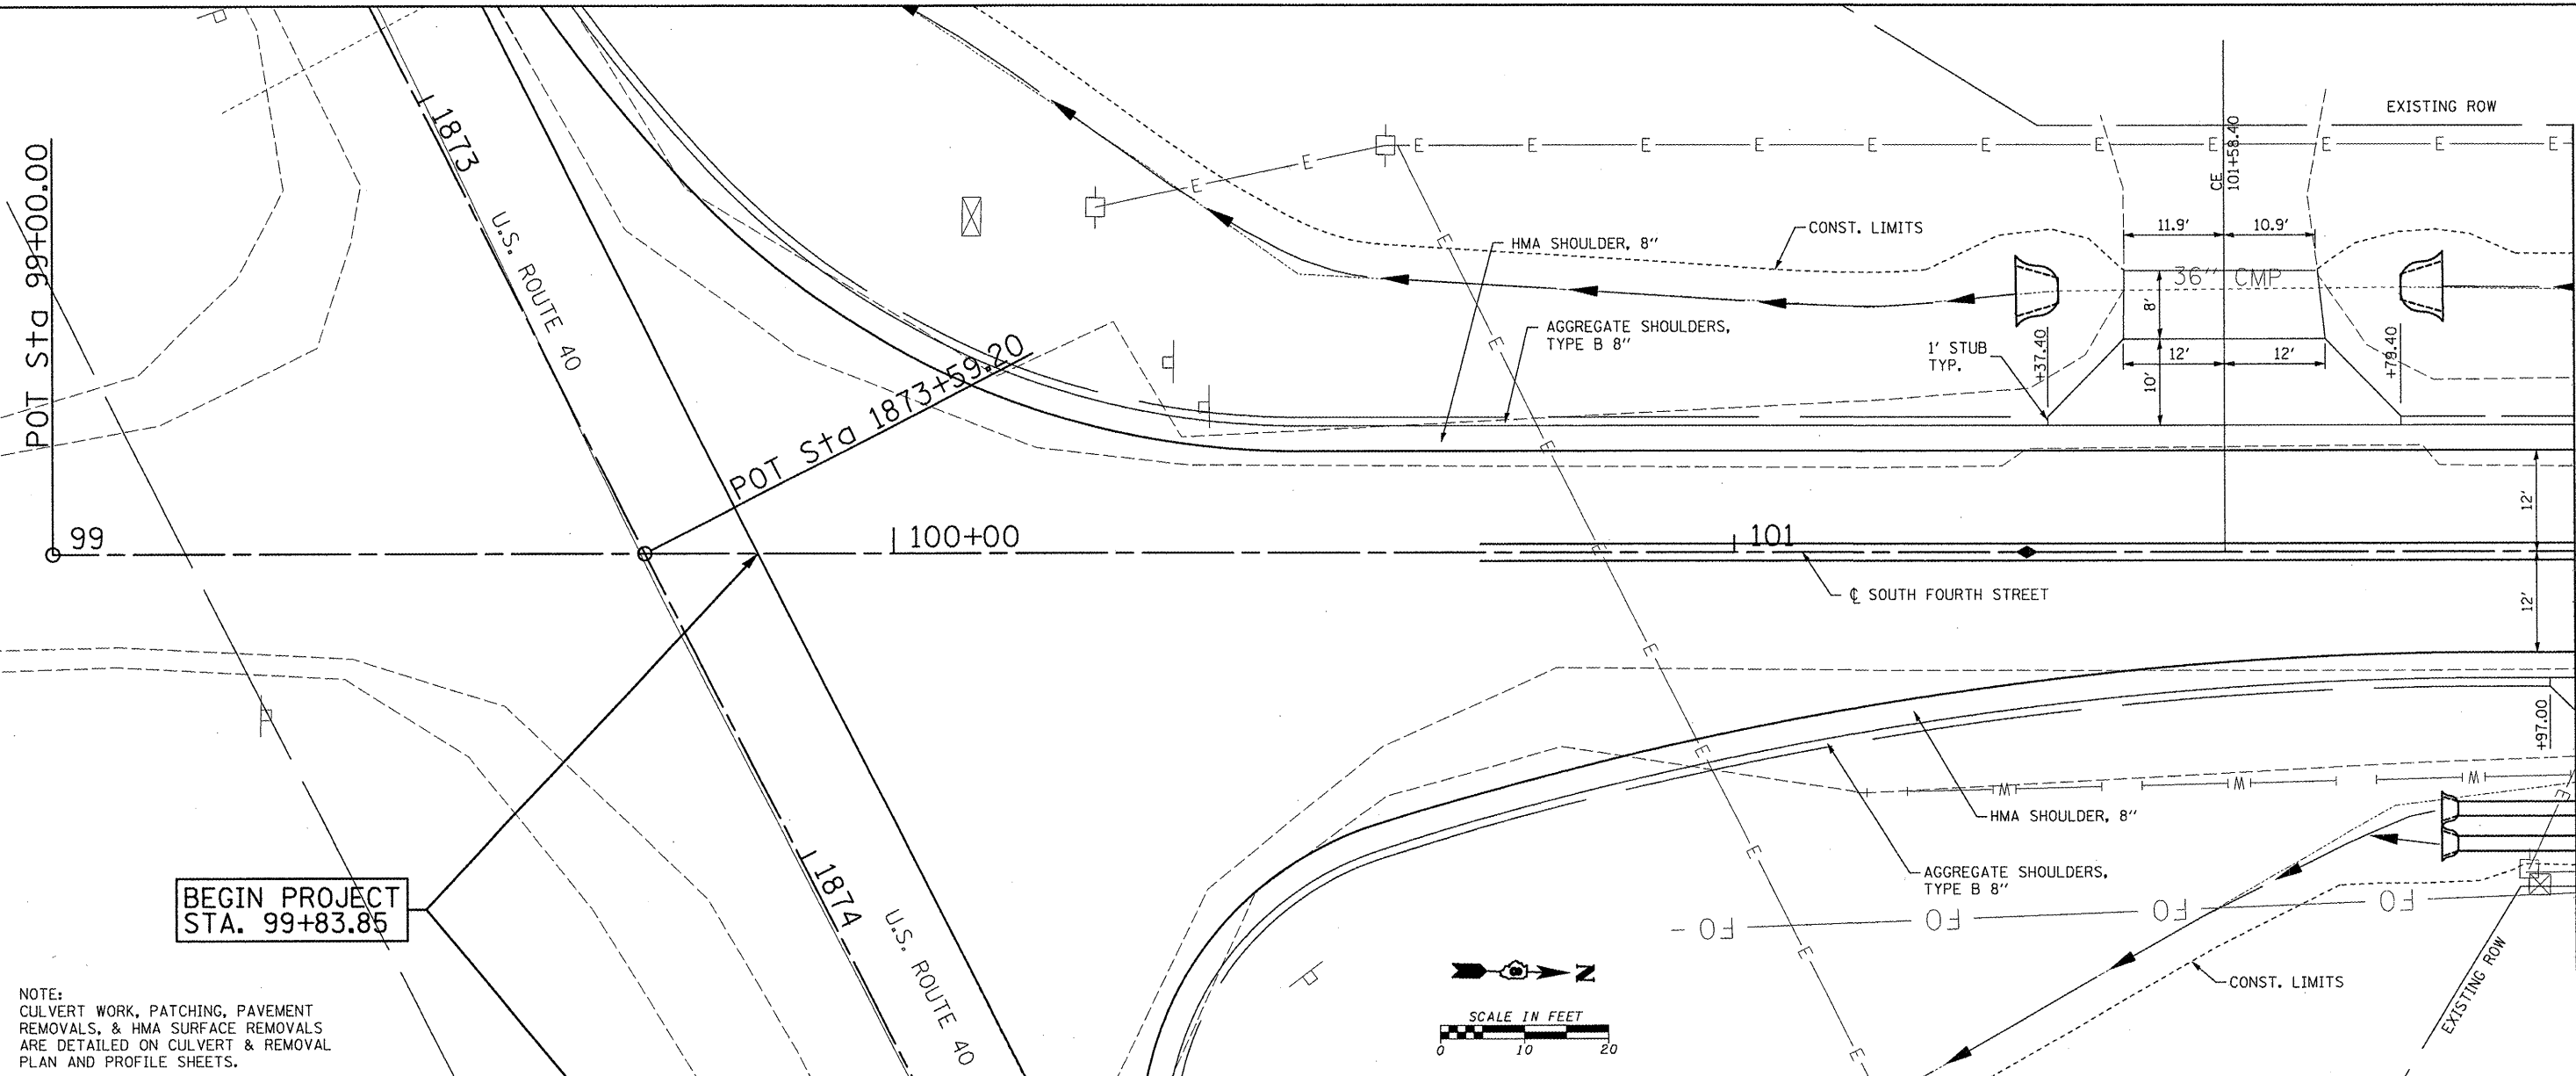 POT Sta 99+00.00
99
1873
U.S. ROUTE 40
POT Sta 1873+59.20
100+00
101
HMA SHOULDER, 8"
AGGREGATE SHOULDERS,
TYPE B 8"
CONST. LIMITS
EXISTING ROW
E E E E E E E E E E E E E
CE
101+58.40
11.9'
10.9'
36" CMP
8'
12'
12'
10'
1' STUB
TYP.
+37.40
+79.40
12'
12'
℄ SOUTH FOURTH STREET
E E E E E E E E
+97.00
W W W
E
HMA SHOULDER, 8"
AGGREGATE SHOULDERS,
TYPE B 8"
FO FO FO FO
CONST. LIMITS
EXISTING ROW
1874
U.S. ROUTE 40
BEGIN PROJECT
STA. 99+83.85
N
SCALE IN FEET
0 10 20
NOTE:
CULVERT WORK, PATCHING, PAVEMENT
REMOVALS, & HMA SURFACE REMOVALS
ARE DETAILED ON CULVERT & REMOVAL
PLAN AND PROFILE SHEETS.